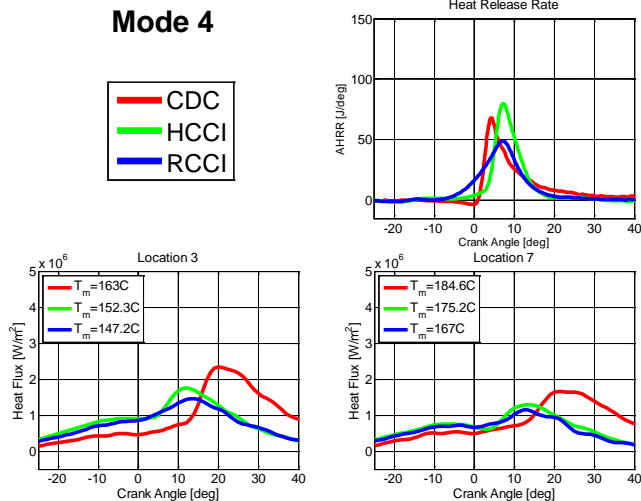 Mode 4
CDC
HCCI
RCCI
Heat Release Rate
150
100
50
0
AHRR [J/deg]
-20 -10 0 10 20 30 40
Crank Angle [deg]
Location 3
x 10^6
5
4
3
2
1
0
Heat Flux [W/m²]
T_m=163C
T_m=152.3C
T_m=147.2C
-20 -10 0 10 20 30 40
Crank Angle [deg]
Location 7
x 10^6
5
4
3
2
1
0
Heat Flux [W/m²]
T_m=184.6C
T_m=175.2C
T_m=167C
-20 -10 0 10 20 30 40
Crank Angle [deg]